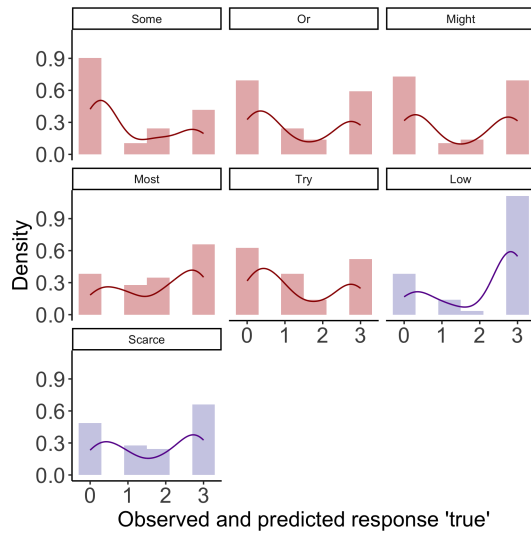 Some Or Might
0.9
0.6
0.3
0.0
Most Try Low
0.9
0.6
0.3
0.0
0 1 2 3 0 1 2 3
Scarce
0.9
0.6
0.3
0.0
0 1 2 3
Density
Observed and predicted response 'true'